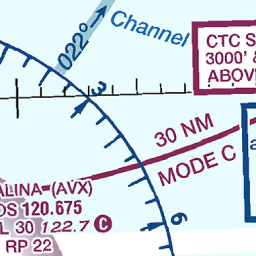 022°
Channel
CTC S
3000' &
ABOV
3
30 NM
MODE C
ALINA (AVX)
OS 120.675
L 30 122.7 C
RP 22
6